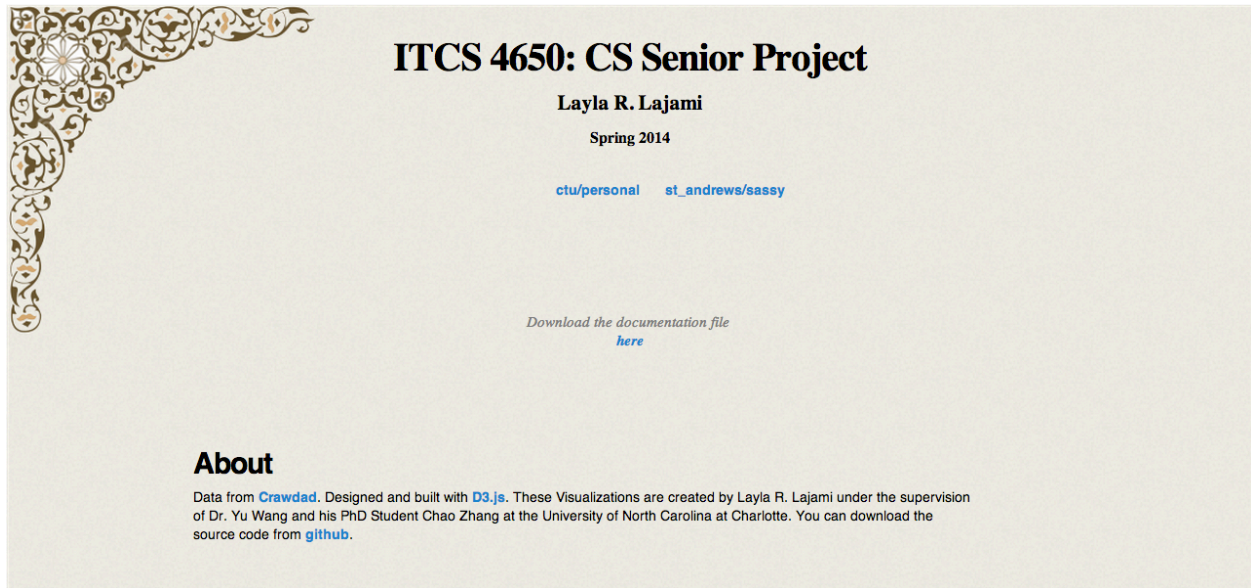 ITCS 4650: CS Senior Project
Layla R. Lajami
Spring 2014
ctu/personal st_andrews/sassy
Download the documentation file
here
About
Data from Crawdad. Designed and built with D3.js. These Visualizations are created by Layla R. Lajami under the supervision
of Dr. Yu Wang and his PhD Student Chao Zhang at the University of North Carolina at Charlotte. You can download the
source code from github.